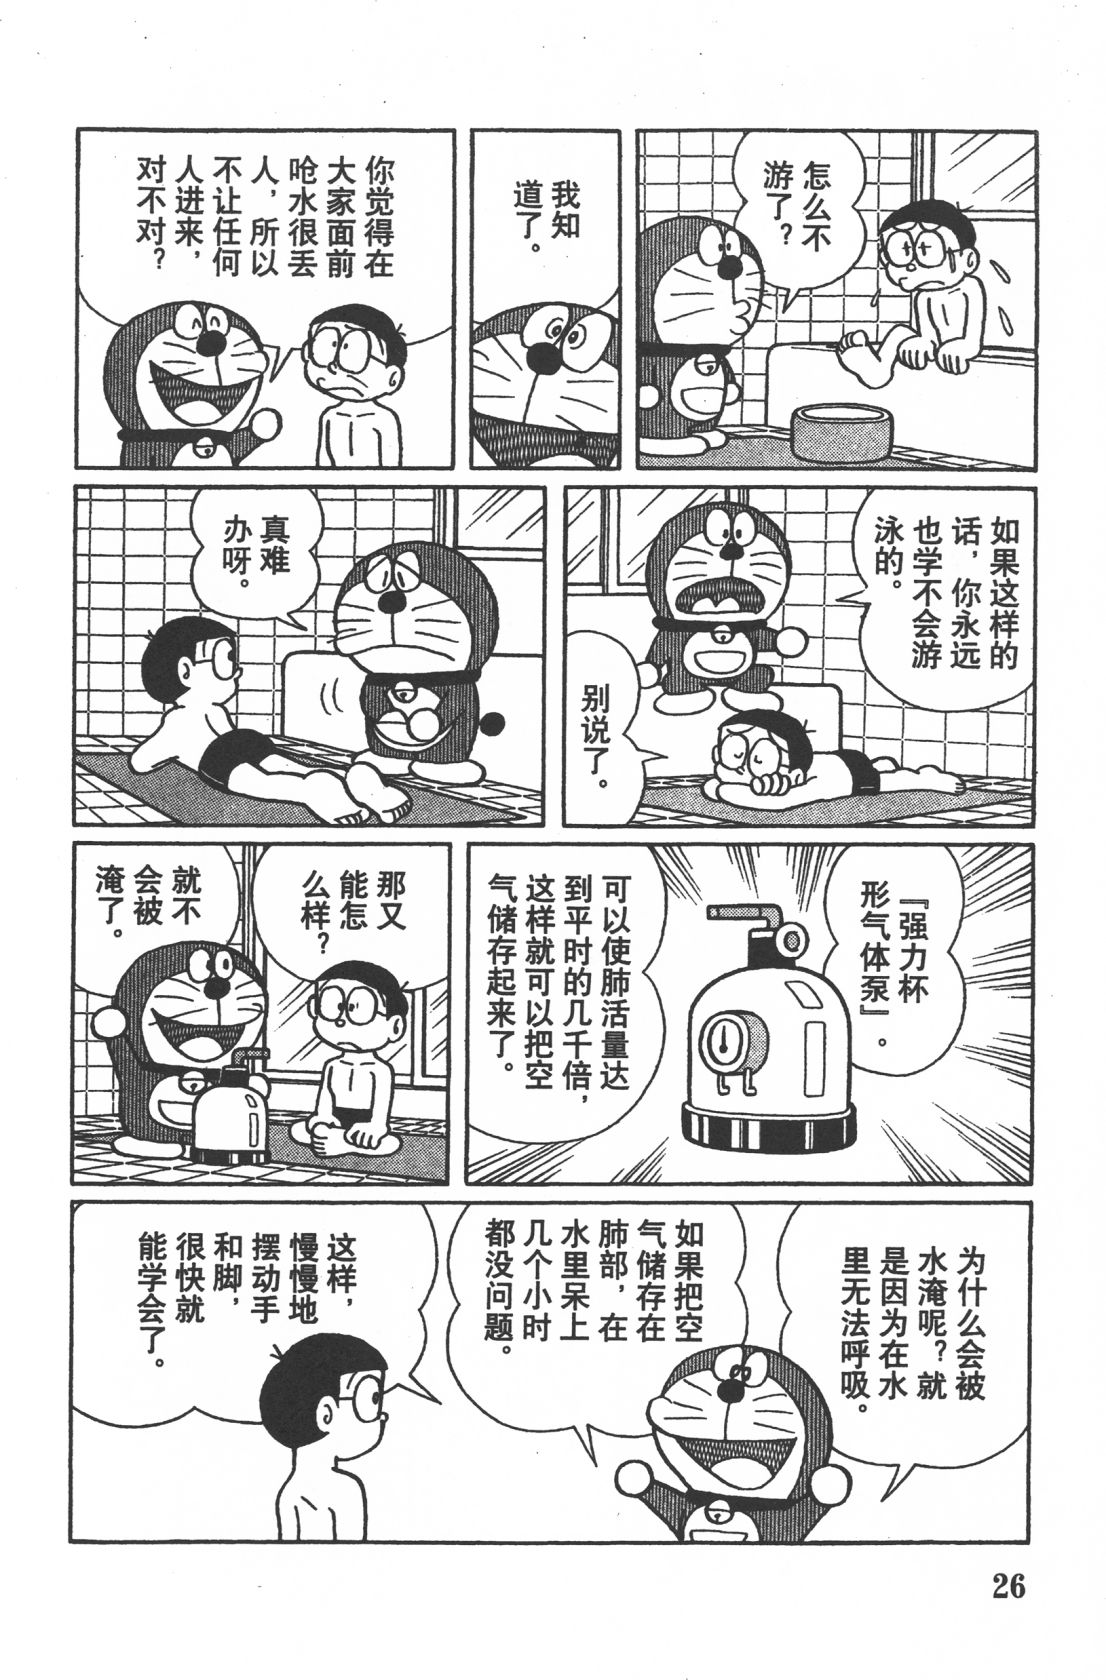 怎么不
游了？
我知
道了。
你觉得在
大家面前
呛水很丢
人，所以
不让任何
人进来，
对不对？
如果这样的
话，你永远
也学不会游
泳的。
别说了。
真难
办呀。
『强力杯
形气体泵』。
可以使肺活量达
到平时的几千倍，
这样就可以把空
气储存起来了。
那又
能怎
么样？
就不
会被
淹了。
为什么会被
水淹呢？就
是因为在水
里无法呼吸。
如果把空
气储存在
肺部，在
水里呆上
几个小时
都没问题。
这样，
慢慢地
摆动手
和脚，
很快就
能学会了。
26